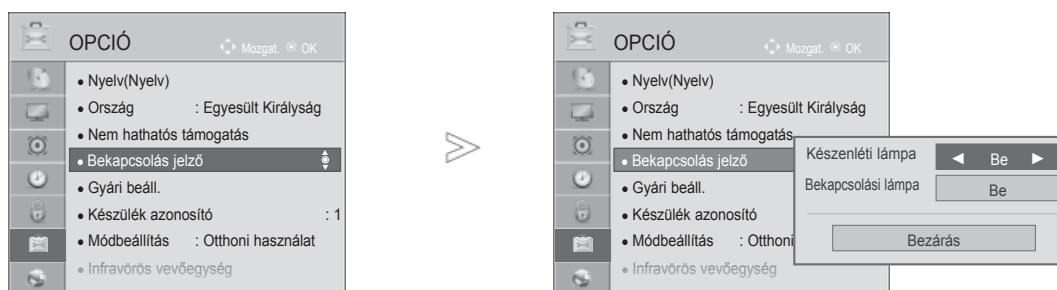 OPCIÓ Mozgat. OK
• Nyelv(Nyelv)
• Ország : Egyesült Királyság
• Nem hathatós támogatás
• Bekapcsolás jelző
• Gyári beáll.
• Készülék azonosító : 1
• Módbeállítás : Otthoni használat
• Infravörös vevőegység
OPCIÓ Mozgat. OK
• Nyelv(Nyelv)
• Ország : Egyesült Királyság
• Nem hathatós támogatás
• Bekapcsolás jelző
• Gyári beáll.
• Készülék azonosító
• Módbeállítás : Otthoni
• Infravörös vevőegység
Készenléti lámpa ◄ Be ►
Bekapcsolási lámpa Be
Bezárás